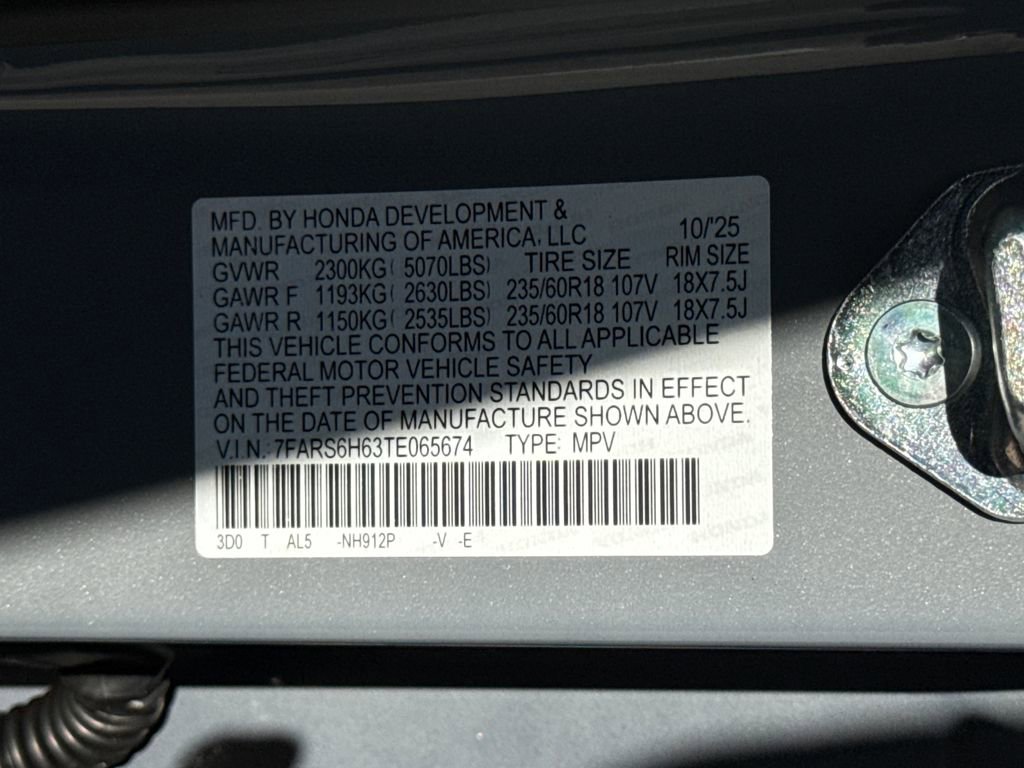 MFD. BY HONDA DEVELOPMENT &
MANUFACTURING OF AMERICA, LLC 10/'25
GVWR 2300KG( 5070LBS) TIRE SIZE RIM SIZE
GAWR F 1193KG( 2630LBS) 235/60R18 107V 18X7.5J
GAWR R 1150KG( 2535LBS) 235/60R18 107V 18X7.5J
THIS VEHICLE CONFORMS TO ALL APPLICABLE
FEDERAL MOTOR VEHICLE SAFETY
AND THEFT PREVENTION STANDARDS IN EFFECT
ON THE DATE OF MANUFACTURE SHOWN ABOVE.
V.I.N.: 7FARS6H63TE065674 TYPE: MPV
3D0 T AL5 -NH912P -V -E